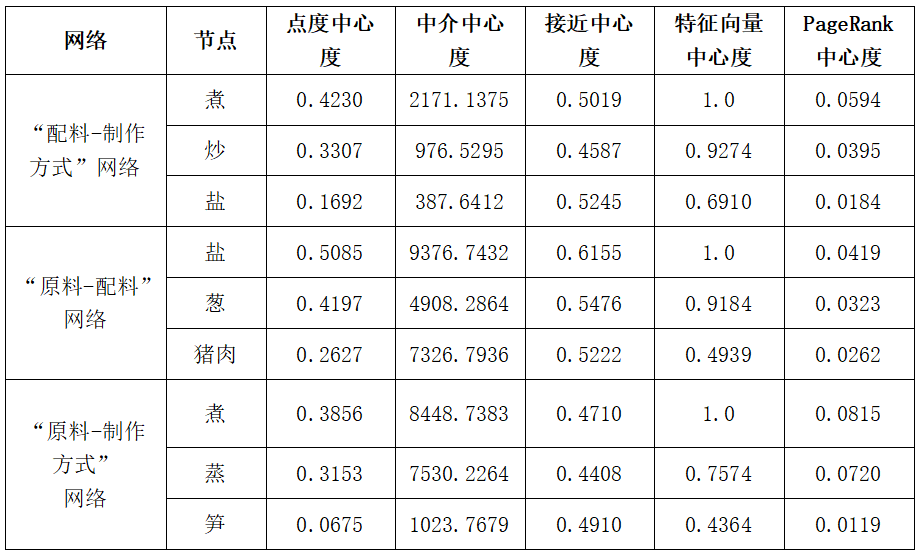 网络 节点 点度中心度 中介中心度 接近中心度 特征向量中心度 PageRank中心度
“配料-制作方式”网络 煮 0.4230 2171.1375 0.5019 1.0 0.0594
炒 0.3307 976.5295 0.4587 0.9274 0.0395
盐 0.1692 387.6412 0.5245 0.6910 0.0184
“原料-配料”网络 盐 0.5085 9376.7432 0.6155 1.0 0.0419
葱 0.4197 4908.2864 0.5476 0.9184 0.0323
猪肉 0.2627 7326.7936 0.5222 0.4939 0.0262
“原料-制作方式”网络 煮 0.3856 8448.7383 0.4710 1.0 0.0815
蒸 0.3153 7530.2264 0.4408 0.7574 0.0720
笋 0.0675 1023.7679 0.4910 0.4364 0.0119